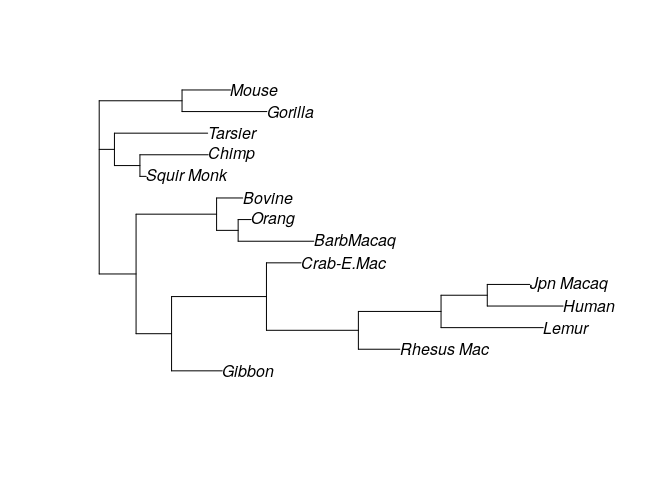 Mouse
Gorilla
Tarsier
Chimp
Squir Monk
Bovine
Orang
BarbMacaq
Crab-E.Mac
Jpn Macaq
Human
Lemur
Rhesus Mac
Gibbon